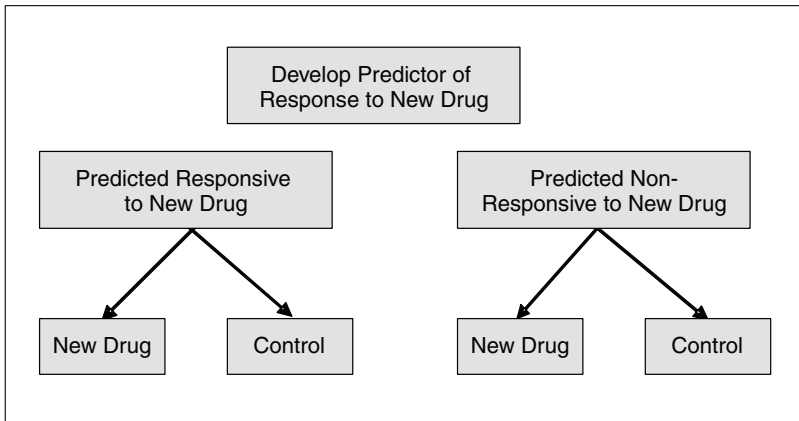 Develop Predictor of
Response to New Drug
Predicted Responsive
to New Drug
Predicted Non-
Responsive to New Drug
New Drug
Control
New Drug
Control